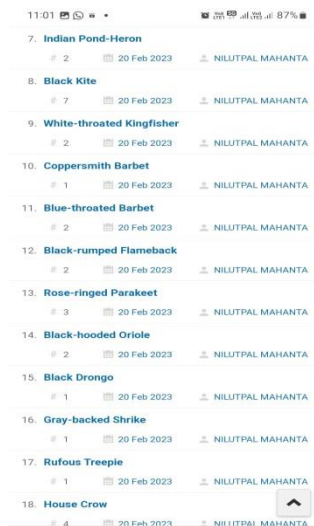 11:01 87%
7. Indian Pond-Heron
# 2 20 Feb 2023 NILUTPAL MAHANTA
8. Black Kite
# 7 20 Feb 2023 NILUTPAL MAHANTA
9. White-throated Kingfisher
# 2 20 Feb 2023 NILUTPAL MAHANTA
10. Coppersmith Barbet
# 1 20 Feb 2023 NILUTPAL MAHANTA
11. Blue-throated Barbet
# 2 20 Feb 2023 NILUTPAL MAHANTA
12. Black-rumped Flameback
# 2 20 Feb 2023 NILUTPAL MAHANTA
13. Rose-ringed Parakeet
# 3 20 Feb 2023 NILUTPAL MAHANTA
14. Black-hooded Oriole
# 2 20 Feb 2023 NILUTPAL MAHANTA
15. Black Drongo
# 1 20 Feb 2023 NILUTPAL MAHANTA
16. Gray-backed Shrike
# 1 20 Feb 2023 NILUTPAL MAHANTA
17. Rufous Treepie
# 1 20 Feb 2023 NILUTPAL MAHANTA
18. House Crow
# 4 20 Feb 2023 NILUTPAL MAHANTA